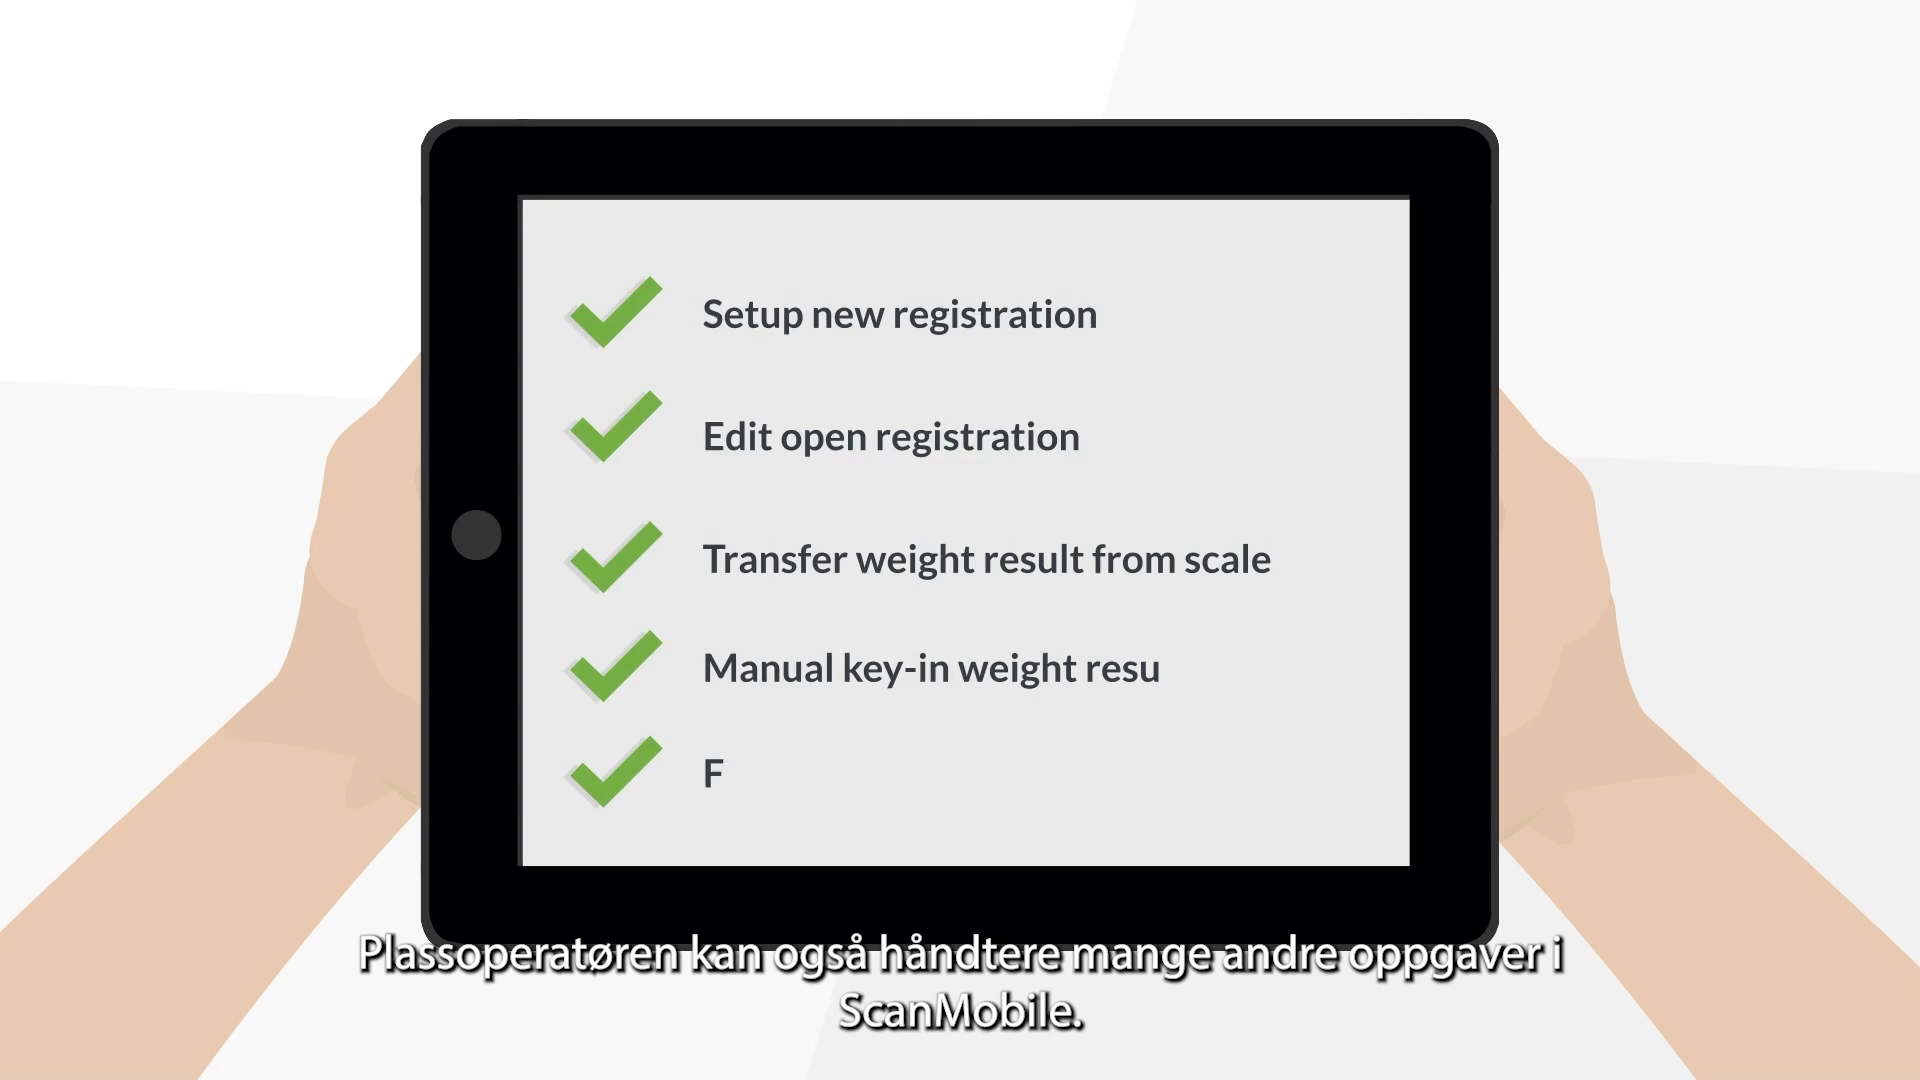 Setup new registration
Edit open registration
Transfer weight result from scale
Manual key-in weight resu
F
Plassoperatøren kan også håndtere mange andre oppgaver i
ScanMobile.